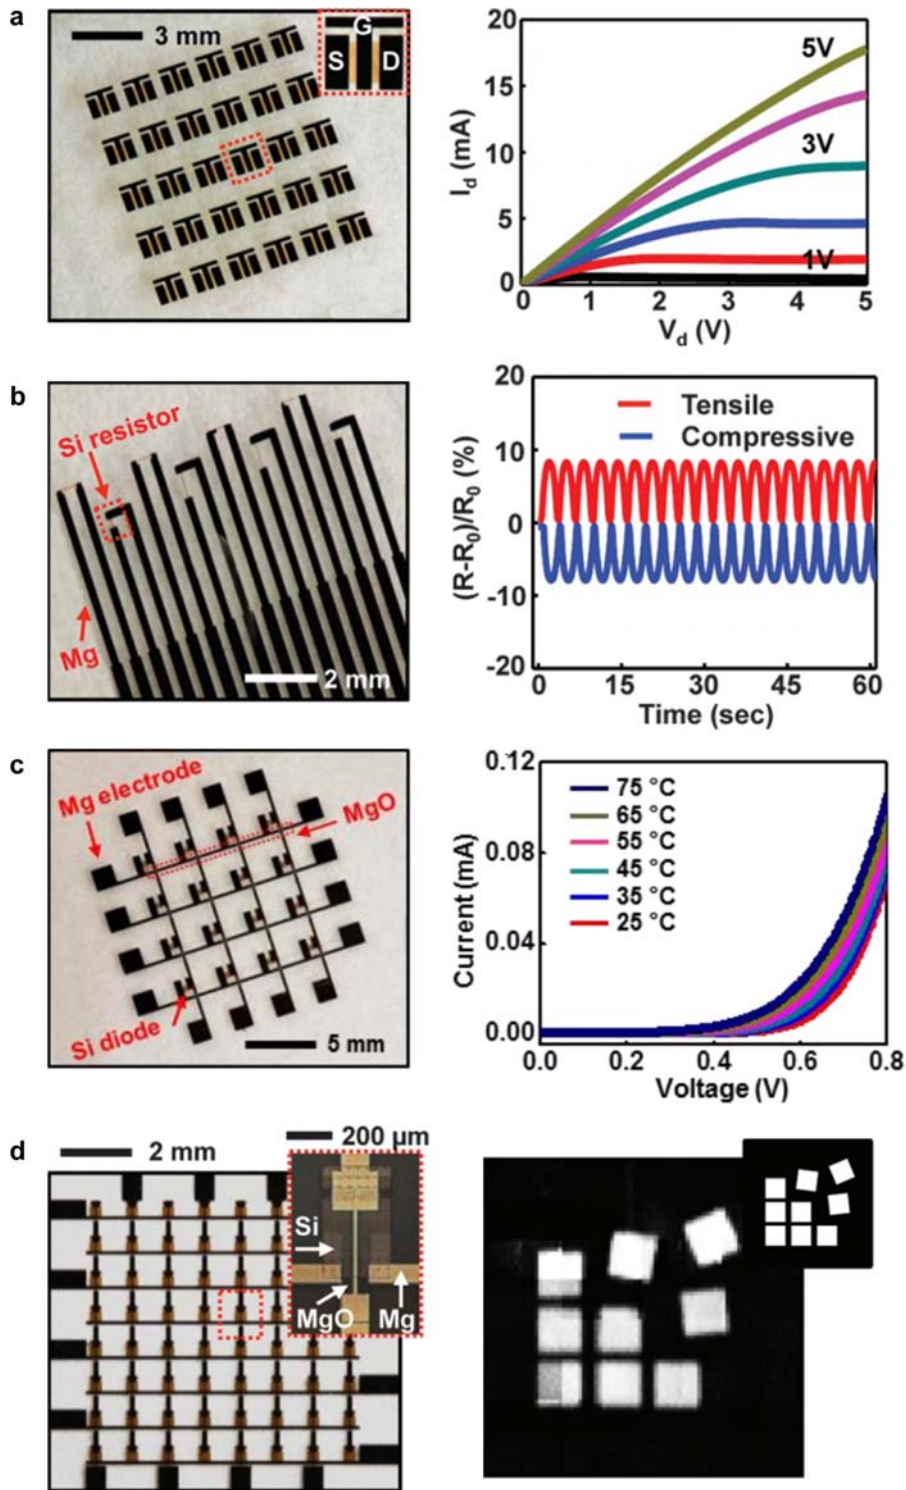 a
3 mm
G
S
D
I_d (mA)
20
15
10
5
0
5V
3V
1V
0
1
2
3
4
5
V_d (V)
b
Si resistor
Mg
2 mm
(R-R₀)/R₀ (%)
20
10
0
-10
-20
Tensile
Compressive
0
15
30
45
60
Time (sec)
c
Mg electrode
MgO
Si diode
5 mm
Current (mA)
0.12
0.08
0.04
0.00
75 °C
65 °C
55 °C
45 °C
35 °C
25 °C
0.0
0.2
0.4
0.6
0.8
Voltage (V)
d
2 mm
200 μm
Si
MgO
Mg